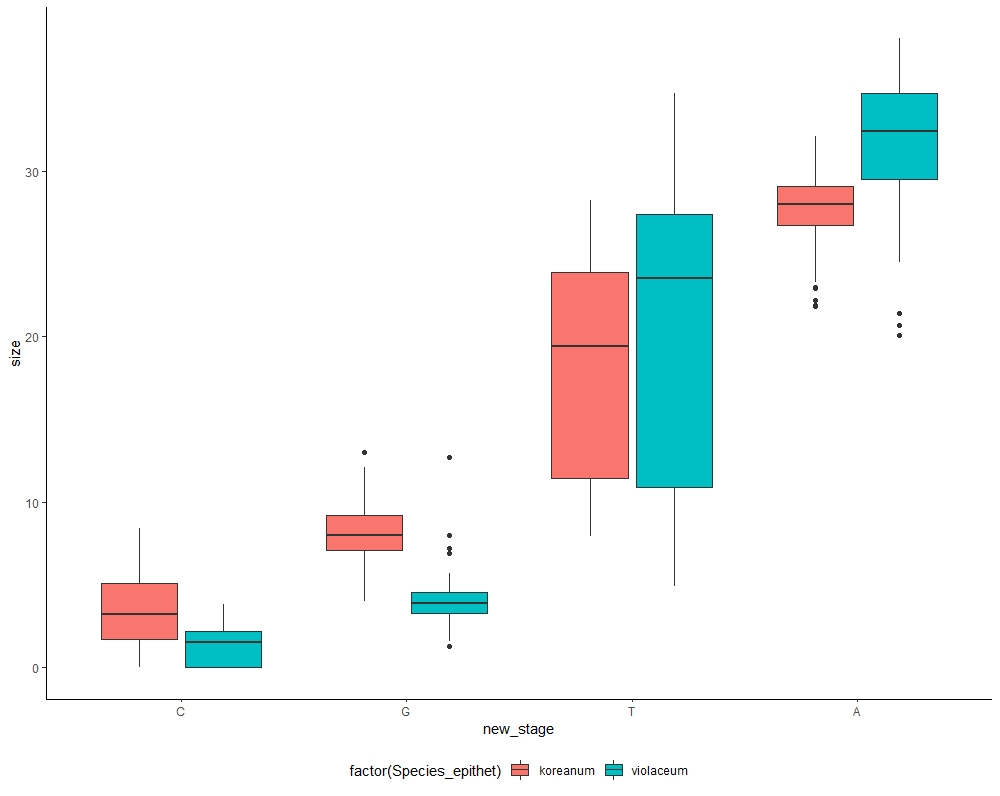 size
30
20
10
0
C G T A
new_stage
factor(Species_epithet) koreanum violaceum